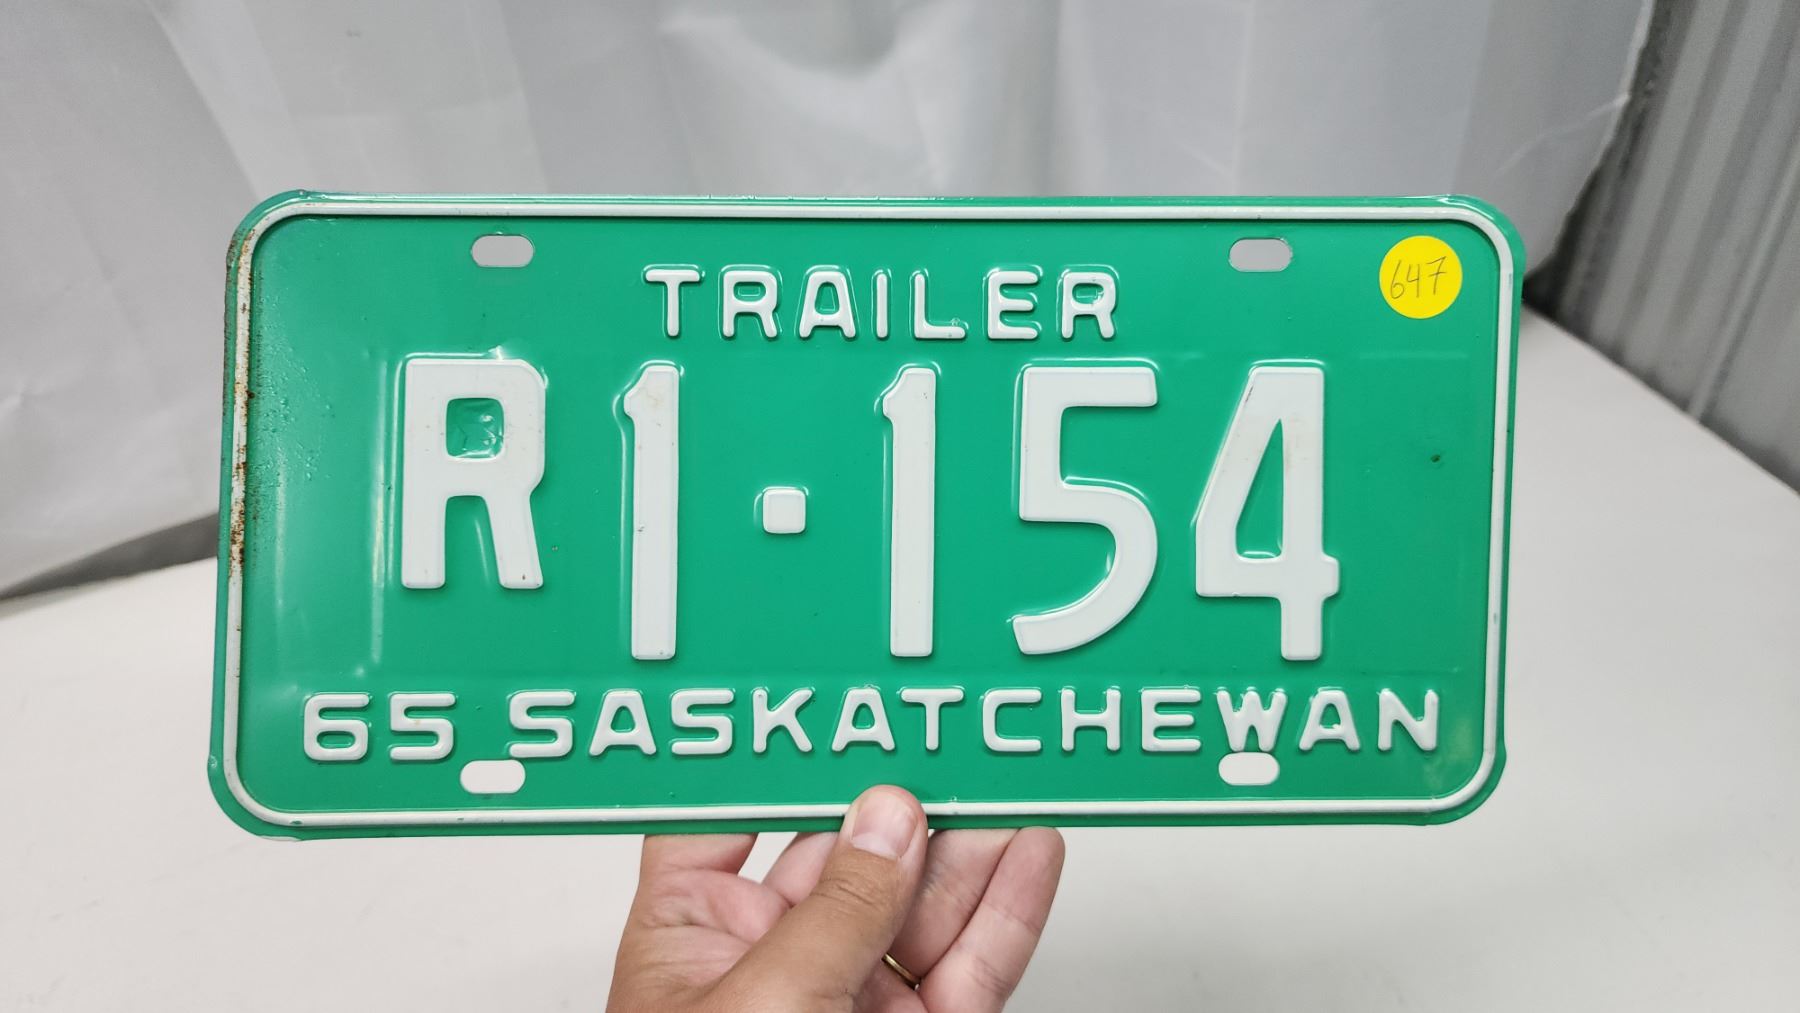 TRAILER
647
R1·154
65 SASKATCHEWAN